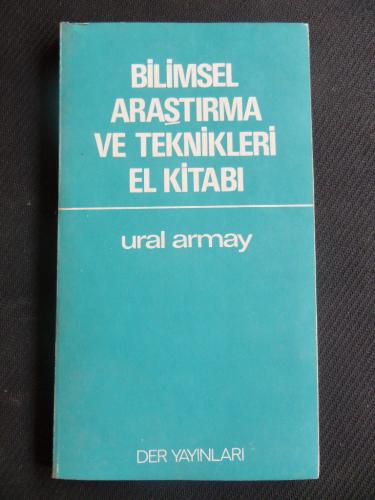 BİLİMSEL
ARAŞTIRMA
VE TEKNİKLERİ
EL KİTABI
ural armay
DER YAYINLARI